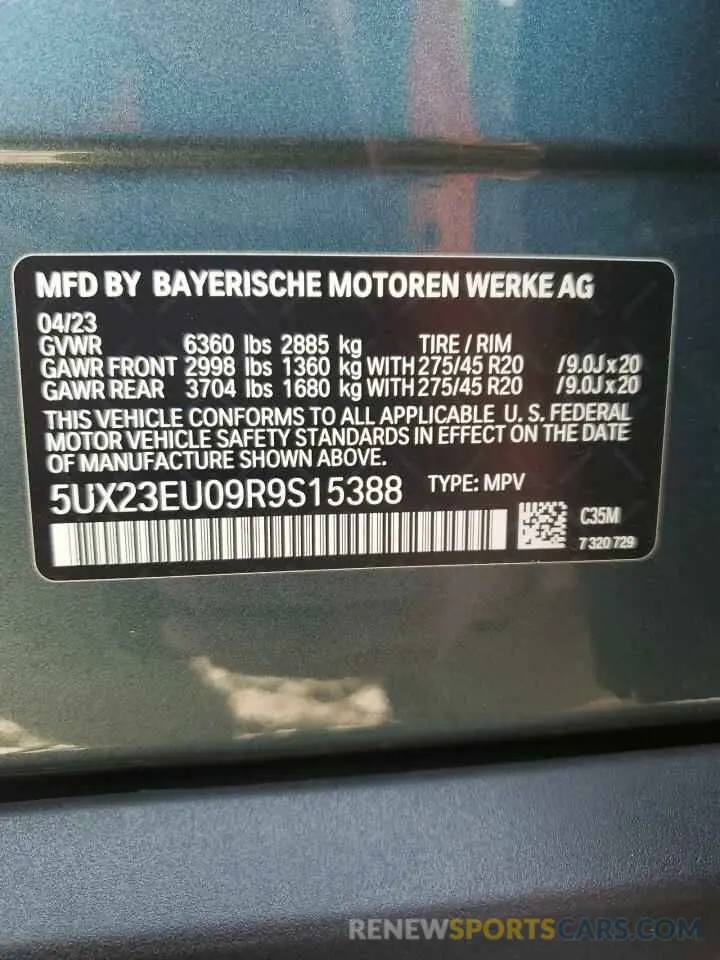 MFD BY BAYERISCHE MOTOREN WERKE AG
04/23
GVWR 6360 lbs 2885 kg TIRE / RIM
GAWR FRONT 2998 lbs 1360 kg WITH 275/45 R20 /9.0J x 20
GAWR REAR 3704 lbs 1680 kg WITH 275/45 R20 /9.0J x 20
THIS VEHICLE CONFORMS TO ALL APPLICABLE U. S. FEDERAL
MOTOR VEHICLE SAFETY STANDARDS IN EFFECT ON THE DATE
OF MANUFACTURE SHOWN ABOVE.
5UX23EU09R9S15388 TYPE: MPV
C35M
7 320 729
RENEWSPORTSCARS.COM